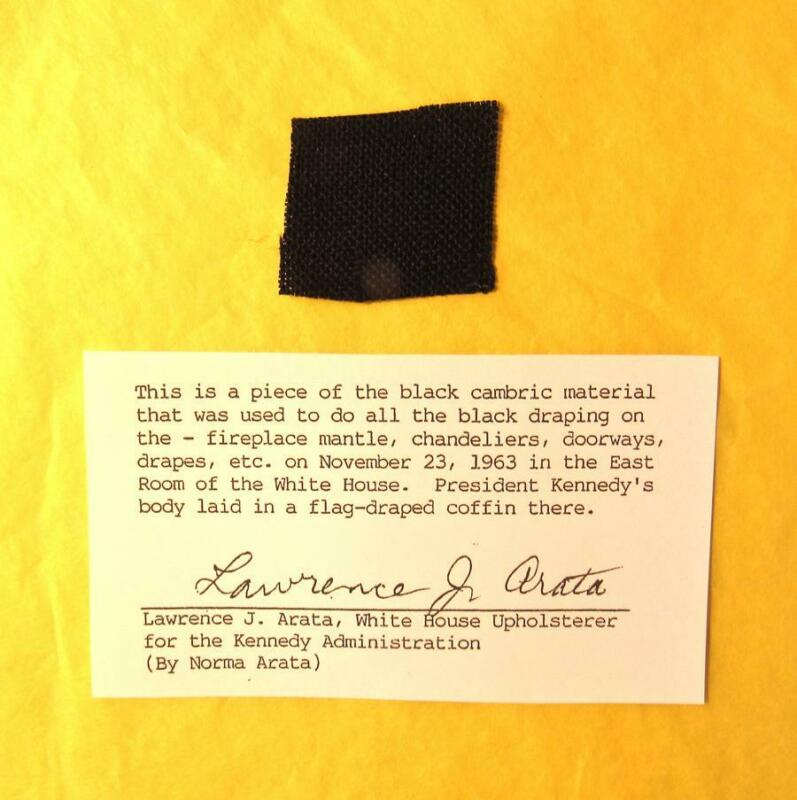 This is a piece of the black cambric material
that was used to do all the black draping on
the - fireplace mantle, chandeliers, doorways,
drapes, etc. on November 23, 1963 in the East
Room of the White House.  President Kennedy's
body laid in a flag-draped coffin there.
Lawrence J. Arata
Lawrence J. Arata, White House Upholsterer
for the Kennedy Administration
(By Norma Arata)